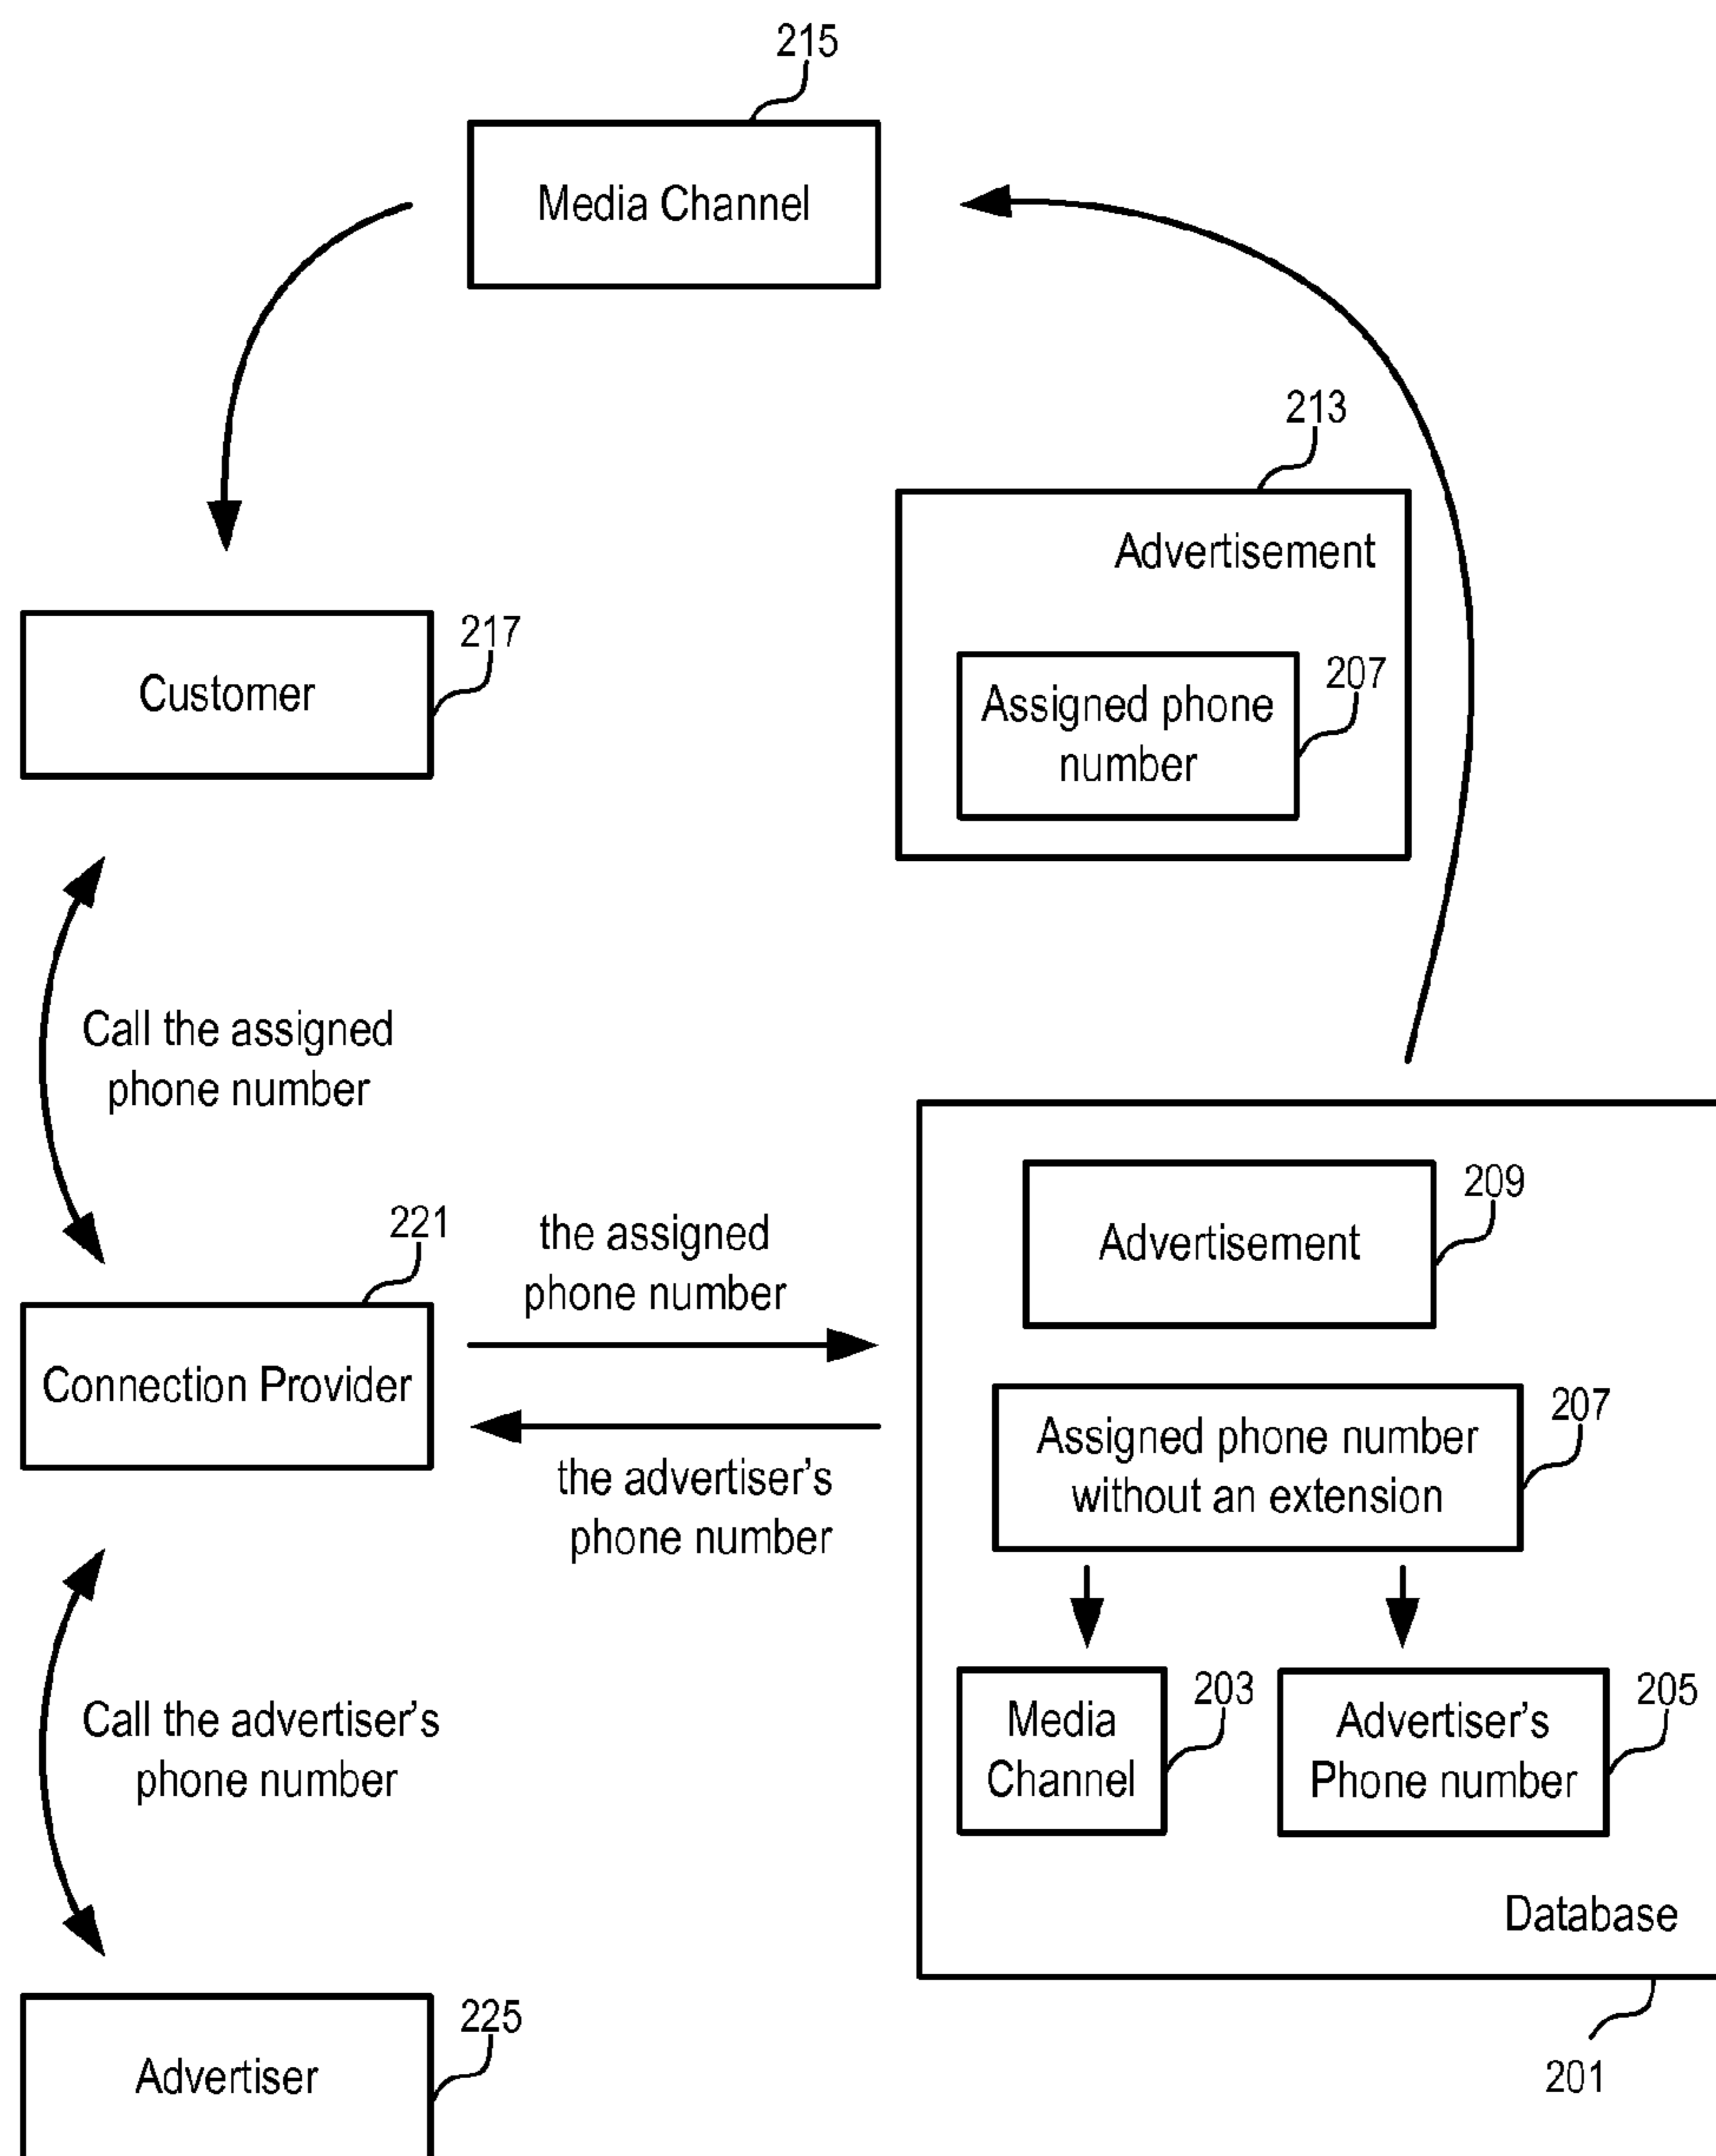 215
Media Channel
213
Advertisement
207
Assigned phone
number
217
Customer
Call the assigned
phone number
221
Connection Provider
the assigned
phone number
the advertiser's
phone number
209
Advertisement
207
Assigned phone number
without an extension
203
Media
Channel
205
Advertiser's
Phone number
Database
201
Call the advertiser's
phone number
225
Advertiser